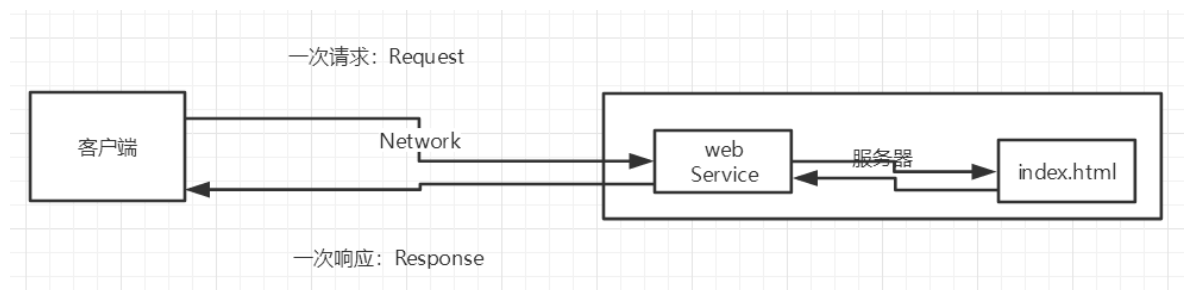 一次请求：Request
客户端
Network
web
Service
服务器
index.html
一次响应：Response